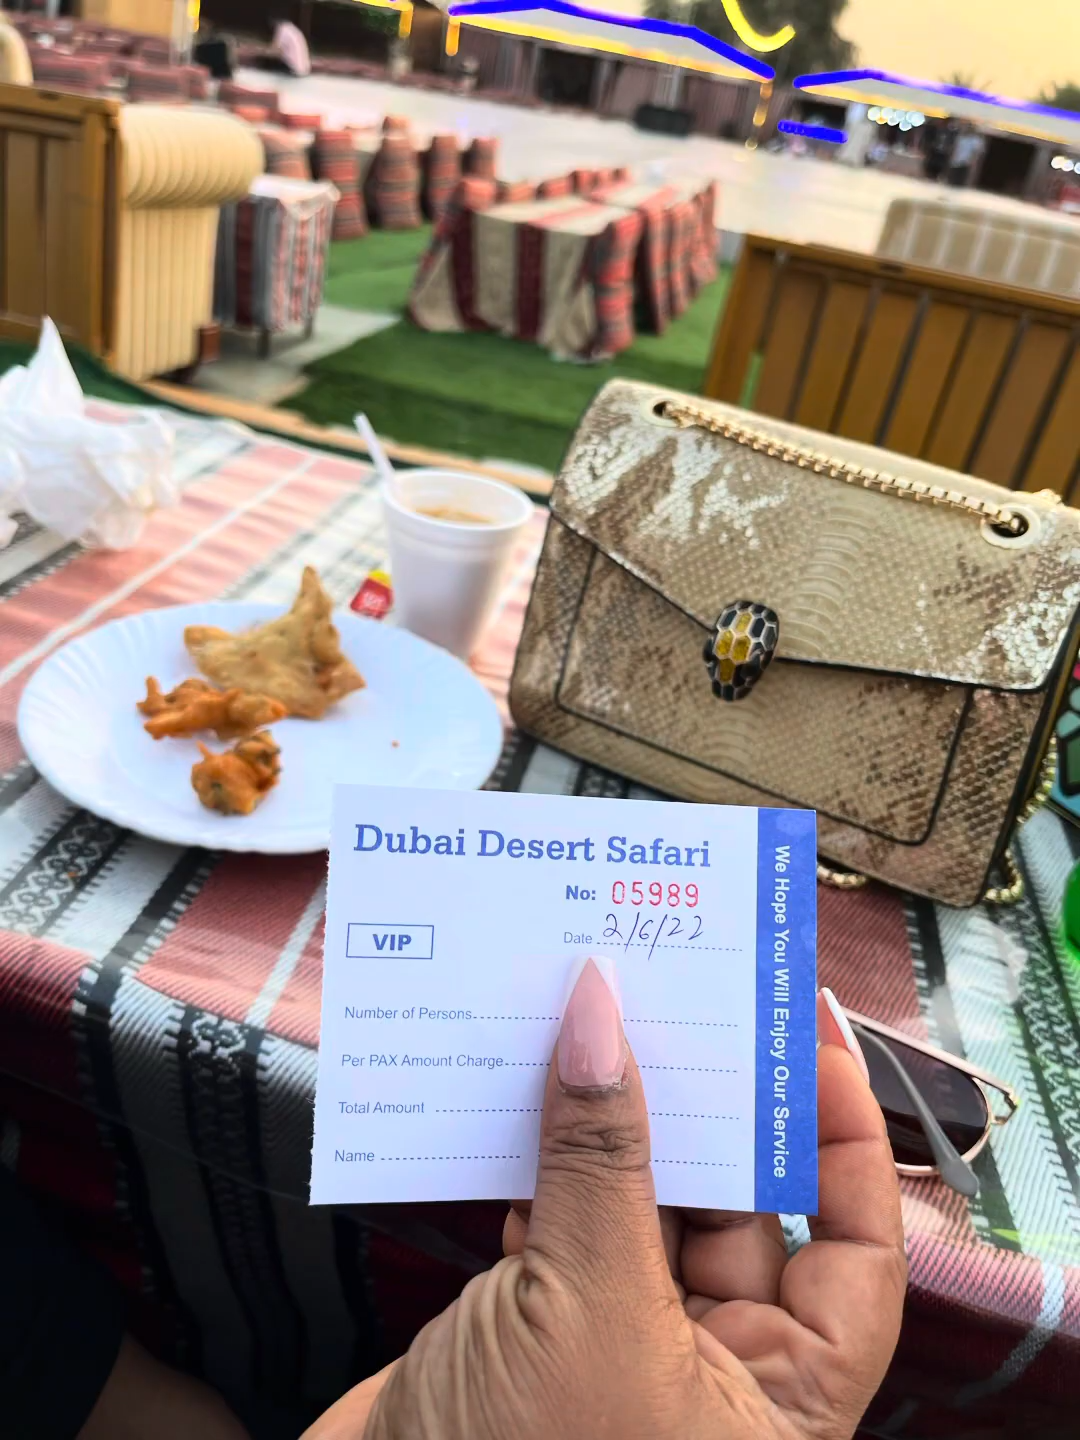 Dubai Desert Safari
No: 05989
VIP
Date 2/6/22
Number of Persons
Per PAX Amount Charge
Total Amount
Name
We Hope You Will Enjoy Our Service